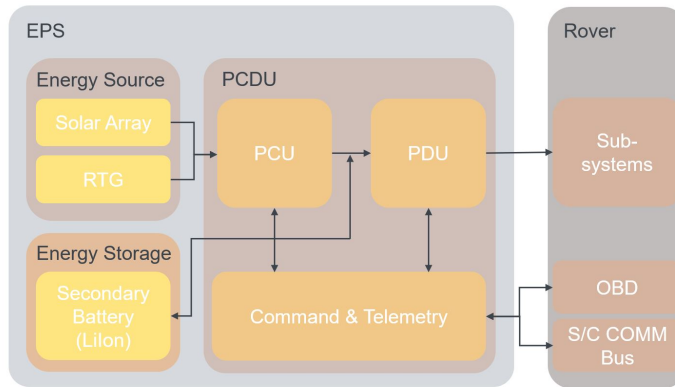 EPS
Rover
Energy Source
PCDU
Solar Array
RTG
PCU
PDU
Sub-
systems
Energy Storage
Secondary
Battery
(LiIon)
Command & Telemetry
OBD
S/C COMM
Bus